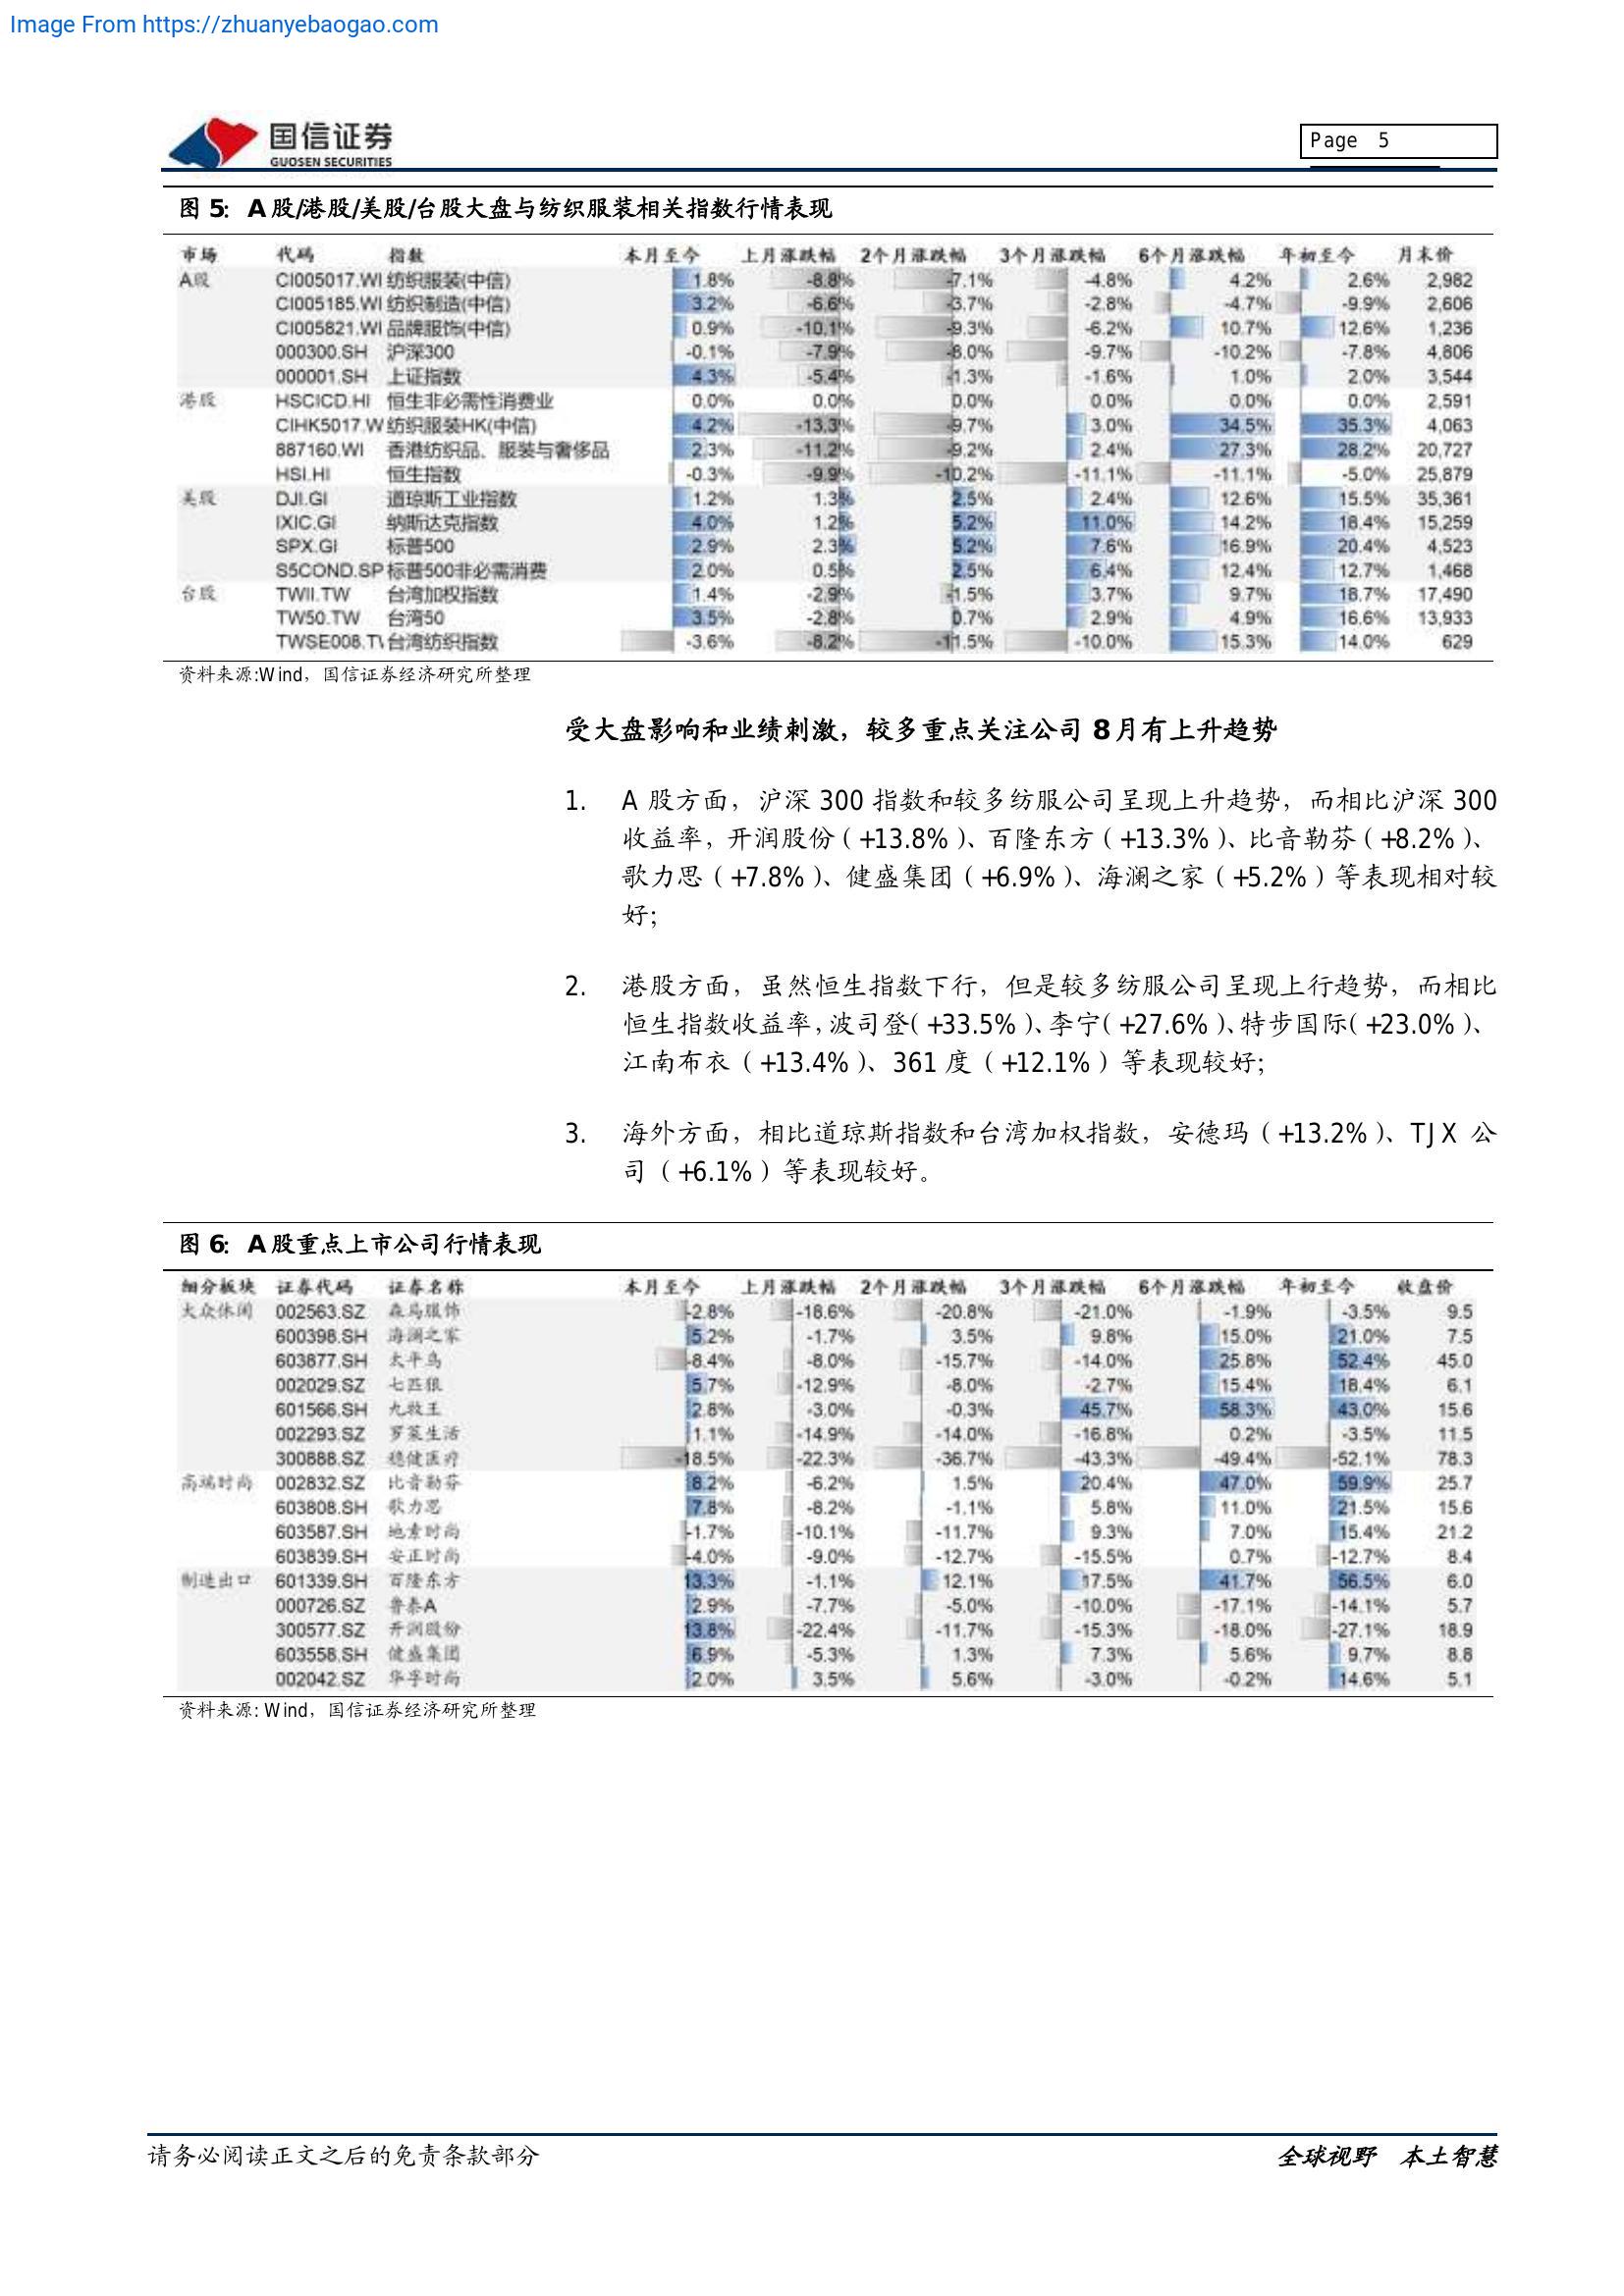 Image From https://zhuanyebaogao.com
国信证券
GUOSEN SECURITIES
Page 5
图 5: A 股/港股/美股/台股大盘与纺织服装相关指数行情表现
市场 代码 指数 本月至今 上月涨跌幅 2个月涨跌幅 3个月涨跌幅 6个月涨跌幅 年初至今 月末价
A股 CI005017.WI 纺织服装(中信) 1.8% -8.8% -7.1% -4.8% 4.2% 2.6% 2,982
CI005185.WI 纺织制造(中信) 3.2% -6.6% -3.7% -2.8% -4.7% -9.9% 2,606
CI005821.WI 品牌服饰(中信) 0.9% -10.1% -9.3% -6.2% 10.7% 12.6% 1,236
000300.SH 沪深300 -0.1% -7.9% -8.0% -9.7% -10.2% -7.8% 4,806
000001.SH 上证指数 4.3% -5.4% -1.3% -1.6% 1.0% 2.0% 3,544
港股 HSCICD.HI 恒生非必需性消费业 0.0% 0.0% 0.0% 0.0% 0.0% 0.0% 2,591
CIHK5017.W 纺织服装HK(中信) 4.2% -13.3% -9.7% 3.0% 34.5% 35.3% 4,063
887160.WI 香港纺织品、服装与奢侈品 2.3% -11.2% -9.2% 2.4% 27.3% 28.2% 20,727
HSI.HI 恒生指数 -0.3% -9.9% -10.2% -11.1% -11.1% -5.0% 25,879
美股 DJI.GI 道琼斯工业指数 1.2% 1.3% 2.5% 2.4% 12.6% 15.5% 35,361
IXIC.GI 纳斯达克指数 4.0% 1.2% 5.2% 11.0% 14.2% 18.4% 15,259
SPX.GI 标普500 2.9% 2.3% 5.2% 7.6% 16.9% 20.4% 4,523
S5COND.SP 标普500非必需消费 2.0% 0.5% 2.5% 6.4% 12.4% 12.7% 1,468
台股 TWII.TW 台湾加权指数 1.4% -2.9% -1.5% 3.7% 9.7% 18.7% 17,490
TW50.TW 台湾50 3.5% -2.8% 0.7% 2.9% 4.9% 16.6% 13,933
TWSE008.TW 台湾纺织指数 -3.6% -8.2% -11.5% -10.0% 15.3% 14.0% 629
资料来源:Wind，国信证券经济研究所整理
受大盘影响和业绩刺激，较多重点关注公司 8 月有上升趋势
1. A 股方面，沪深 300 指数和较多纺服公司呈现上升趋势，而相比沪深 300
收益率，开润股份（+13.8%）、百隆东方（+13.3%）、比音勒芬（+8.2%）、
歌力思（+7.8%）、健盛集团（+6.9%）、海澜之家（+5.2%）等表现相对较
好；
2. 港股方面，虽然恒生指数下行，但是较多纺服公司呈现上行趋势，而相比
恒生指数收益率，波司登（+33.5%）、李宁（+27.6%）、特步国际（+23.0%）、
江南布衣（+13.4%）、361 度（+12.1%）等表现较好；
3. 海外方面，相比道琼斯指数和台湾加权指数，安德玛（+13.2%）、TJX 公
司（+6.1%）等表现较好。
图 6: A 股重点上市公司行情表现
细分板块 证券代码 证券名称 本月至今 上月涨跌幅 2个月涨跌幅 3个月涨跌幅 6个月涨跌幅 年初至今 收盘价
大众休闲 002563.SZ 森马服饰 -2.8% -18.6% -20.8% -21.0% -1.9% -3.5% 9.5
600398.SH 海澜之家 5.2% -1.7% 3.5% 9.8% 15.0% 21.0% 7.5
603877.SH 太平鸟 -8.4% -8.0% -15.7% -14.0% 25.8% 52.4% 45.0
002029.SZ 七匹狼 5.7% -12.9% -8.0% -2.7% 15.4% 18.4% 6.1
601566.SH 九牧王 2.8% -3.0% -0.3% 45.7% 58.3% 43.0% 15.6
002293.SZ 罗莱生活 1.1% -14.9% -14.0% -16.8% 0.2% -3.5% 11.5
300888.SZ 稳健医疗 -18.5% -22.3% -36.7% -43.3% -49.4% -52.1% 78.3
高端时尚 002832.SZ 比音勒芬 8.2% -6.2% 1.5% 20.4% 47.0% 59.9% 25.7
603808.SH 歌力思 7.8% -8.2% -1.1% 5.8% 11.0% 21.5% 15.6
603587.SH 地素时尚 -1.7% -10.1% -11.7% 9.3% 7.0% 15.4% 21.2
603839.SH 安正时尚 -4.0% -9.0% -12.7% -15.5% 0.7% -12.7% 8.4
制造出口 601339.SH 百隆东方 13.3% -1.1% 12.1% 17.5% 41.7% 56.5% 6.0
000726.SZ 鲁泰A 2.9% -7.7% -5.0% -10.0% -17.1% -14.1% 5.7
300577.SZ 开润股份 13.8% -22.4% -11.7% -15.3% -18.0% -27.1% 18.9
603558.SH 健盛集团 6.9% -5.3% 1.3% 7.3% 5.6% 9.7% 8.8
002042.SZ 华孚时尚 2.0% 3.5% 5.6% -3.0% -0.2% 14.6% 5.1
资料来源: Wind，国信证券经济研究所整理
请务必阅读正文之后的免责条款部分 全球视野 本土智慧